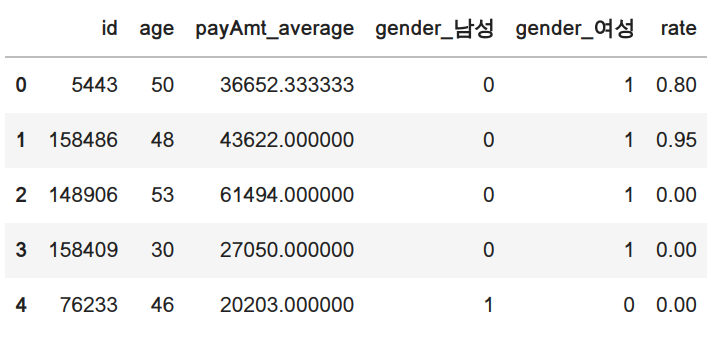 id age payAmt_average gender_남성 gender_여성 rate
0 5443 50 36652.333333 0 1 0.80
1 158486 48 43622.000000 0 1 0.95
2 148906 53 61494.000000 0 1 0.00
3 158409 30 27050.000000 0 1 0.00
4 76233 46 20203.000000 1 0 0.00